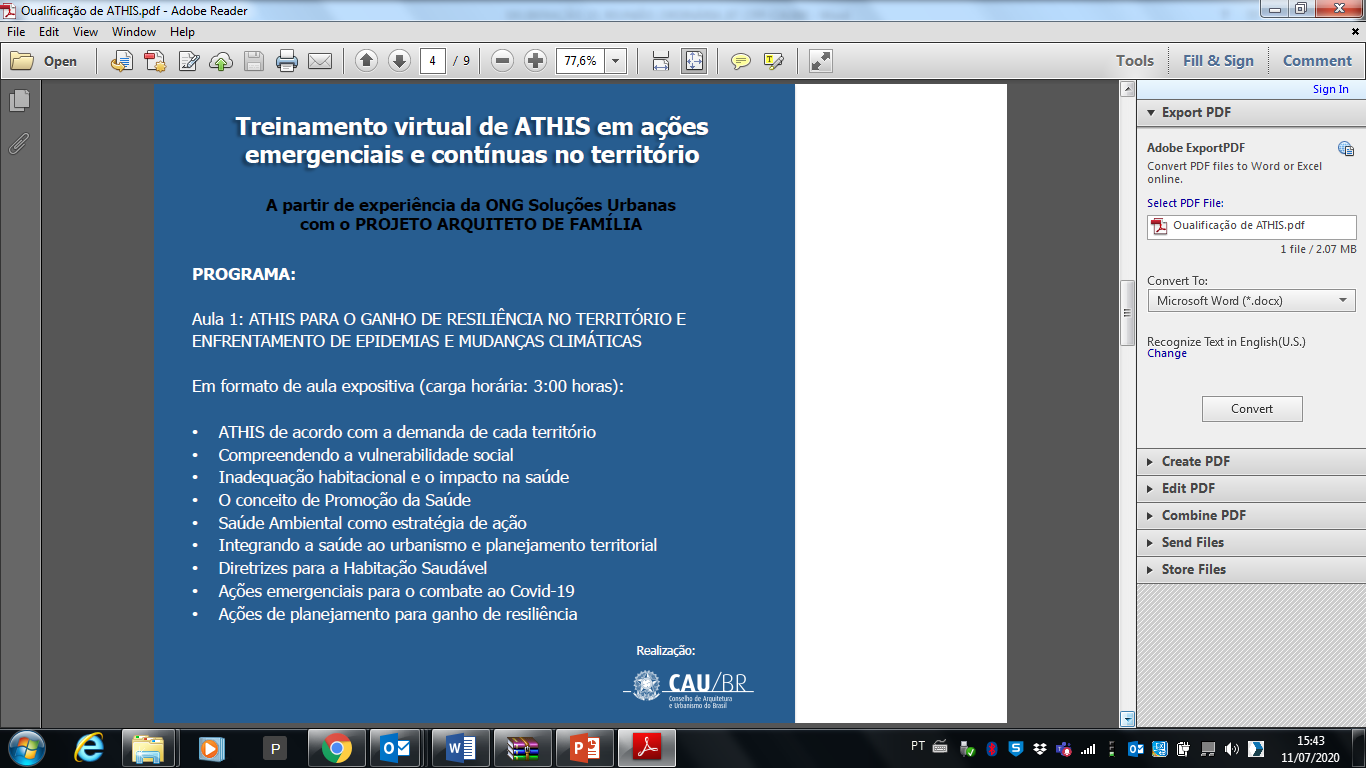 Oualificação de ATHIS.pdf - Adobe Reader
File Edit View Window Help
Open 4 / 9 77,6% Tools Fill & Sign Comment
Sign In
Export PDF
Adobe ExportPDF
Convert PDF files to Word or Excel
online.
Select PDF File:
Oualificação de ATHIS.pdf
1 file / 2.07 MB
Convert To:
Microsoft Word (*.docx)
Recognize Text in English(U.S.)
Change
Convert
Create PDF
Edit PDF
Combine PDF
Send Files
Store Files
Treinamento virtual de ATHIS em ações
emergenciais e contínuas no território
A partir de experiência da ONG Soluções Urbanas
com o PROJETO ARQUITETO DE FAMÍLIA
PROGRAMA:
Aula 1: ATHIS PARA O GANHO DE RESILIÊNCIA NO TERRITÓRIO E
ENFRENTAMENTO DE EPIDEMIAS E MUDANÇAS CLIMÁTICAS
Em formato de aula expositiva (carga horária: 3:00 horas):
• ATHIS de acordo com a demanda de cada território
• Compreendendo a vulnerabilidade social
• Inadequação habitacional e o impacto na saúde
• O conceito de Promoção da Saúde
• Saúde Ambiental como estratégia de ação
• Integrando a saúde ao urbanismo e planejamento territorial
• Diretrizes para a Habitação Saudável
• Ações emergenciais para o combate ao Covid-19
• Ações de planejamento para ganho de resiliência
Realização:
CAU/BR
Conselho de Arquitetura
e Urbanismo do Brasil
P
PT
15:43
11/07/2020